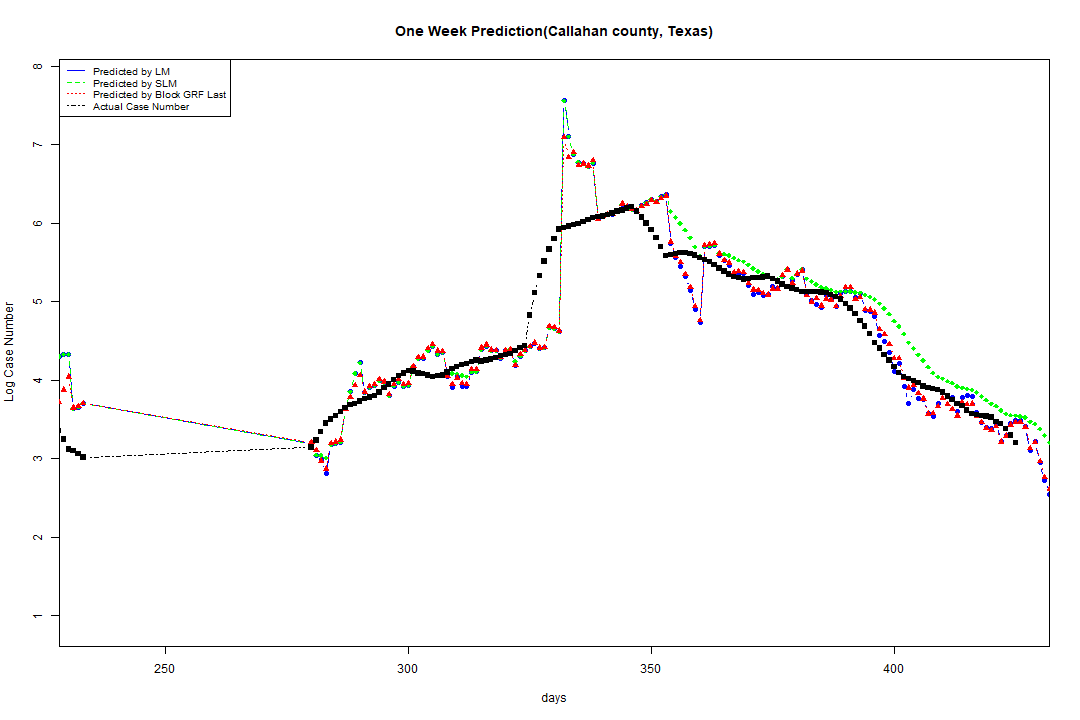 One Week Prediction(Callahan county, Texas)
Predicted by LM
Predicted by SLM
Predicted by Block GRF Last
Actual Case Number
8
7
6
5
4
3
2
1
Log Case Number
250 300 350 400
days